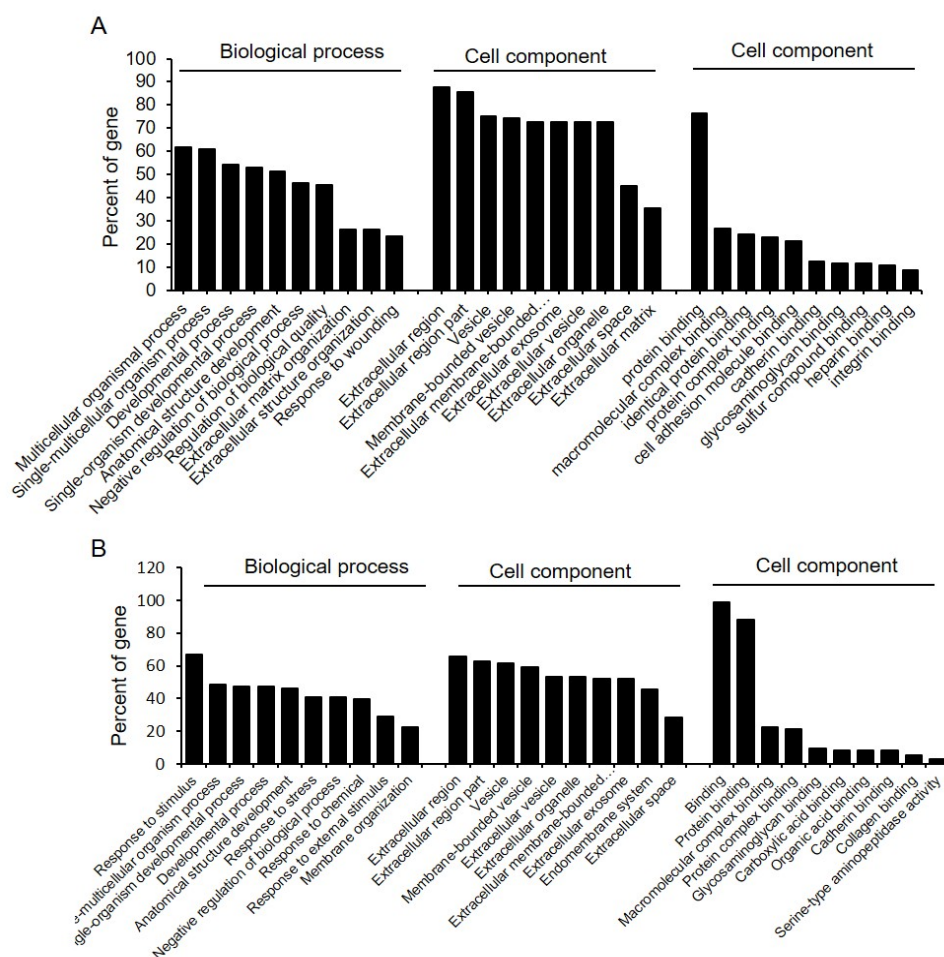 A
Biological process
Cell component
Cell component
Percent of gene
100
90
80
70
60
50
40
30
20
10
0
Multicellular organismal process
Single-multicellular organism process
Developmental process
Single-organism developmental process
Anatomical structure development
Negative regulation of biological process
Regulation of biological quality
Extracellular matrix organization
Extracellular structure organization
Response to wounding
Extracellular region
Extracellular region part
Vesicle
Membrane-bounded vesicle
Extracellular membrane-bounded...
Extracellular exosome
Extracellular vesicle
Extracellular organelle
Extracellular space
Extracellular matrix
protein binding
macromolecular complex binding
identical protein binding
protein complex binding
cell adhesion molecule binding
cadherin binding
glycosaminoglycan binding
sulfur compound binding
heparin binding
integrin binding
B
Biological process
Cell component
Cell component
Percent of gene
120
100
80
60
40
20
0
Response to stimulus
e-multicellular organism process
gle-organism developmental process
Developmental process
Anatomical structure development
Response to stress
Negative regulation of biological process
Response to chemical
Response to external stimulus
Membrane organization
Extracellular region
Extracellular region part
Vesicle
Membrane-bounded vesicle
Extracellular vesicle
Extracellular organelle
Extracellular membrane-bounded...
Extracellular exosome
Endomembrane system
Extracellular space
Binding
Protein binding
Macromolecular complex binding
Protein complex binding
Glycosaminoglycan binding
Carboxylic acid binding
Organic acid binding
Cadherin binding
Collagen binding
Serine-type aminopeptidase activity